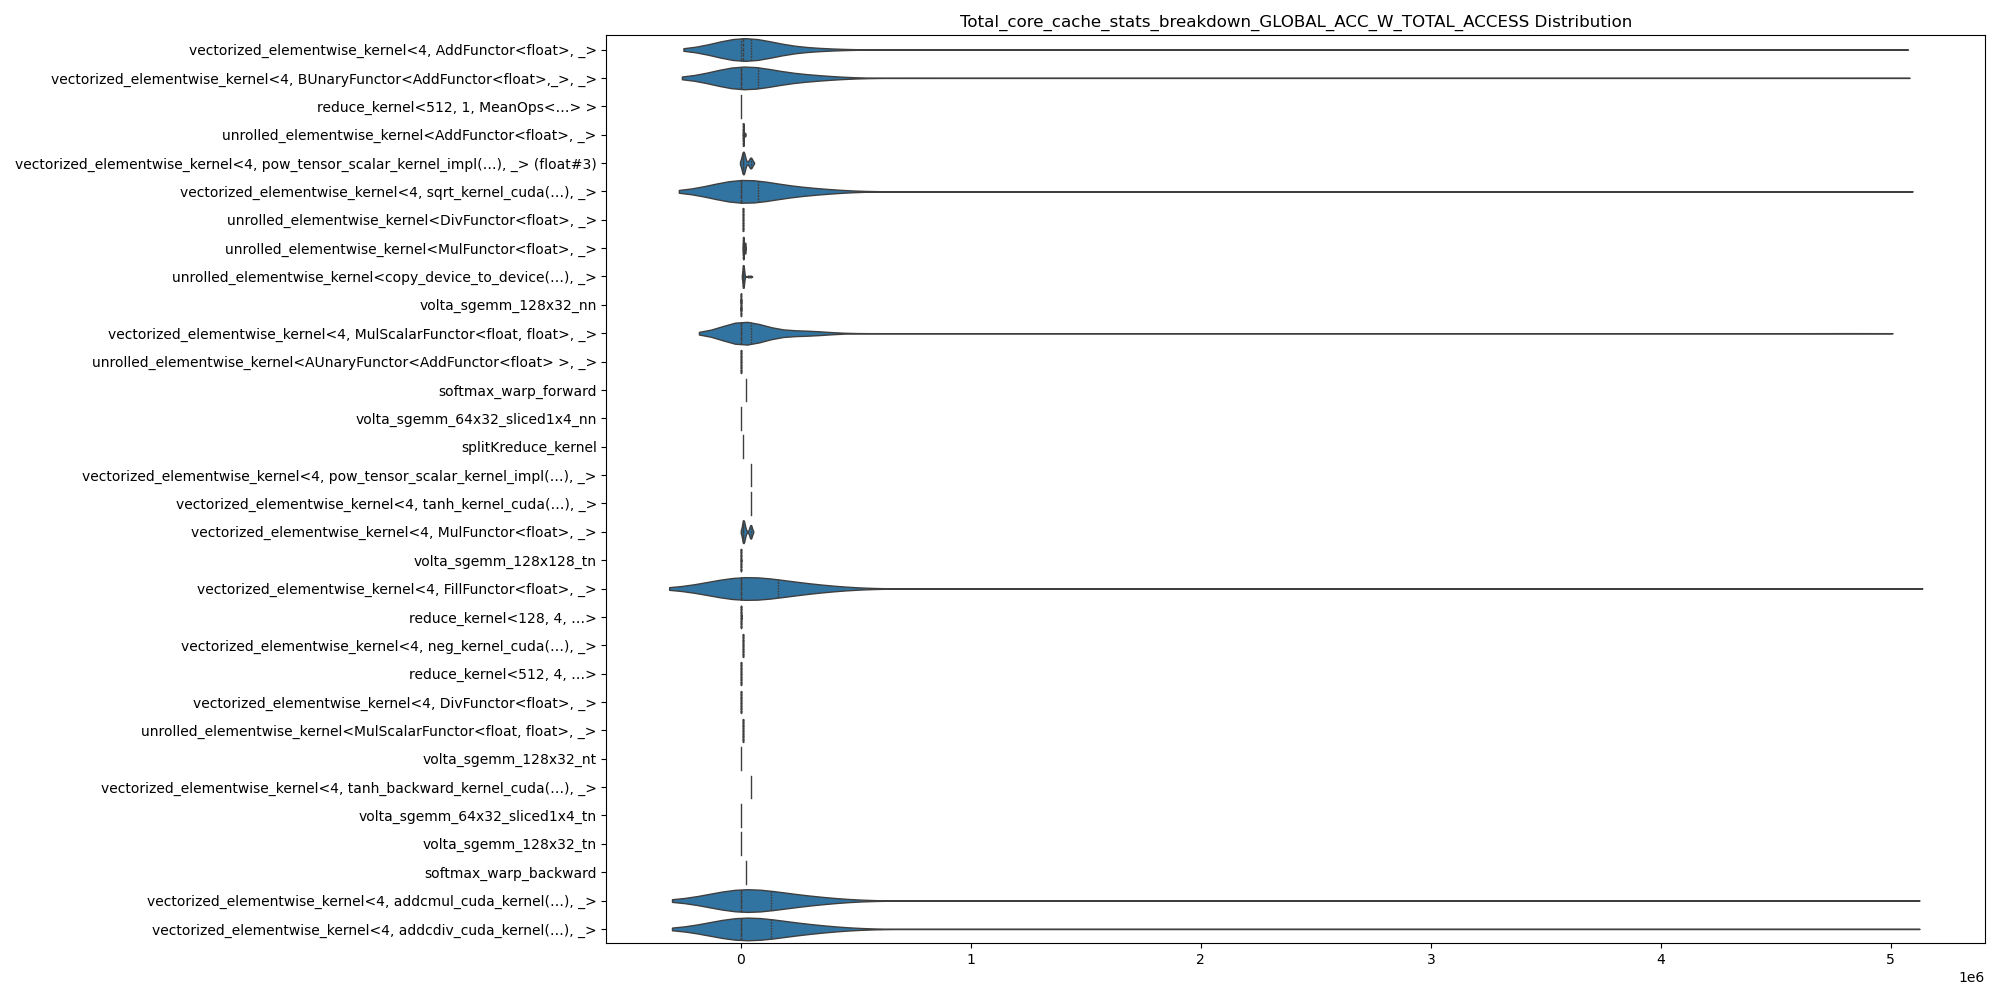 Total_core_cache_stats_breakdown_GLOBAL_ACC_W_TOTAL_ACCESS Distribution
vectorized_elementwise_kernel<4, AddFunctor<float>, _>
vectorized_elementwise_kernel<4, BUnaryFunctor<AddFunctor<float>,_>, _>
reduce_kernel<512, 1, MeanOps<...> >
unrolled_elementwise_kernel<AddFunctor<float>, _>
vectorized_elementwise_kernel<4, pow_tensor_scalar_kernel_impl(...), _> (float#3)
vectorized_elementwise_kernel<4, sqrt_kernel_cuda(...), _>
unrolled_elementwise_kernel<DivFunctor<float>, _>
unrolled_elementwise_kernel<MulFunctor<float>, _>
unrolled_elementwise_kernel<copy_device_to_device(...), _>
volta_sgemm_128x32_nn
vectorized_elementwise_kernel<4, MulScalarFunctor<float, float>, _>
unrolled_elementwise_kernel<AUnaryFunctor<AddFunctor<float> >, _>
softmax_warp_forward
volta_sgemm_64x32_sliced1x4_nn
splitKreduce_kernel
vectorized_elementwise_kernel<4, pow_tensor_scalar_kernel_impl(...), _>
vectorized_elementwise_kernel<4, tanh_kernel_cuda(...), _>
vectorized_elementwise_kernel<4, MulFunctor<float>, _>
volta_sgemm_128x128_tn
vectorized_elementwise_kernel<4, FillFunctor<float>, _>
reduce_kernel<128, 4, ...>
vectorized_elementwise_kernel<4, neg_kernel_cuda(...), _>
reduce_kernel<512, 4, ...>
vectorized_elementwise_kernel<4, DivFunctor<float>, _>
unrolled_elementwise_kernel<MulScalarFunctor<float, float>, _>
volta_sgemm_128x32_nt
vectorized_elementwise_kernel<4, tanh_backward_kernel_cuda(...), _>
volta_sgemm_64x32_sliced1x4_tn
volta_sgemm_128x32_tn
softmax_warp_backward
vectorized_elementwise_kernel<4, addcmul_cuda_kernel(...), _>
vectorized_elementwise_kernel<4, addcdiv_cuda_kernel(...), _>
0 1 2 3 4 5
1e6